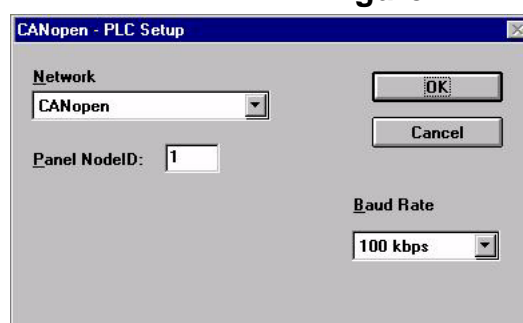 CANopen - PLC Setup
Network
CANopen
Panel NodeID: 1
OK
Cancel
Baud Rate
100 kbps